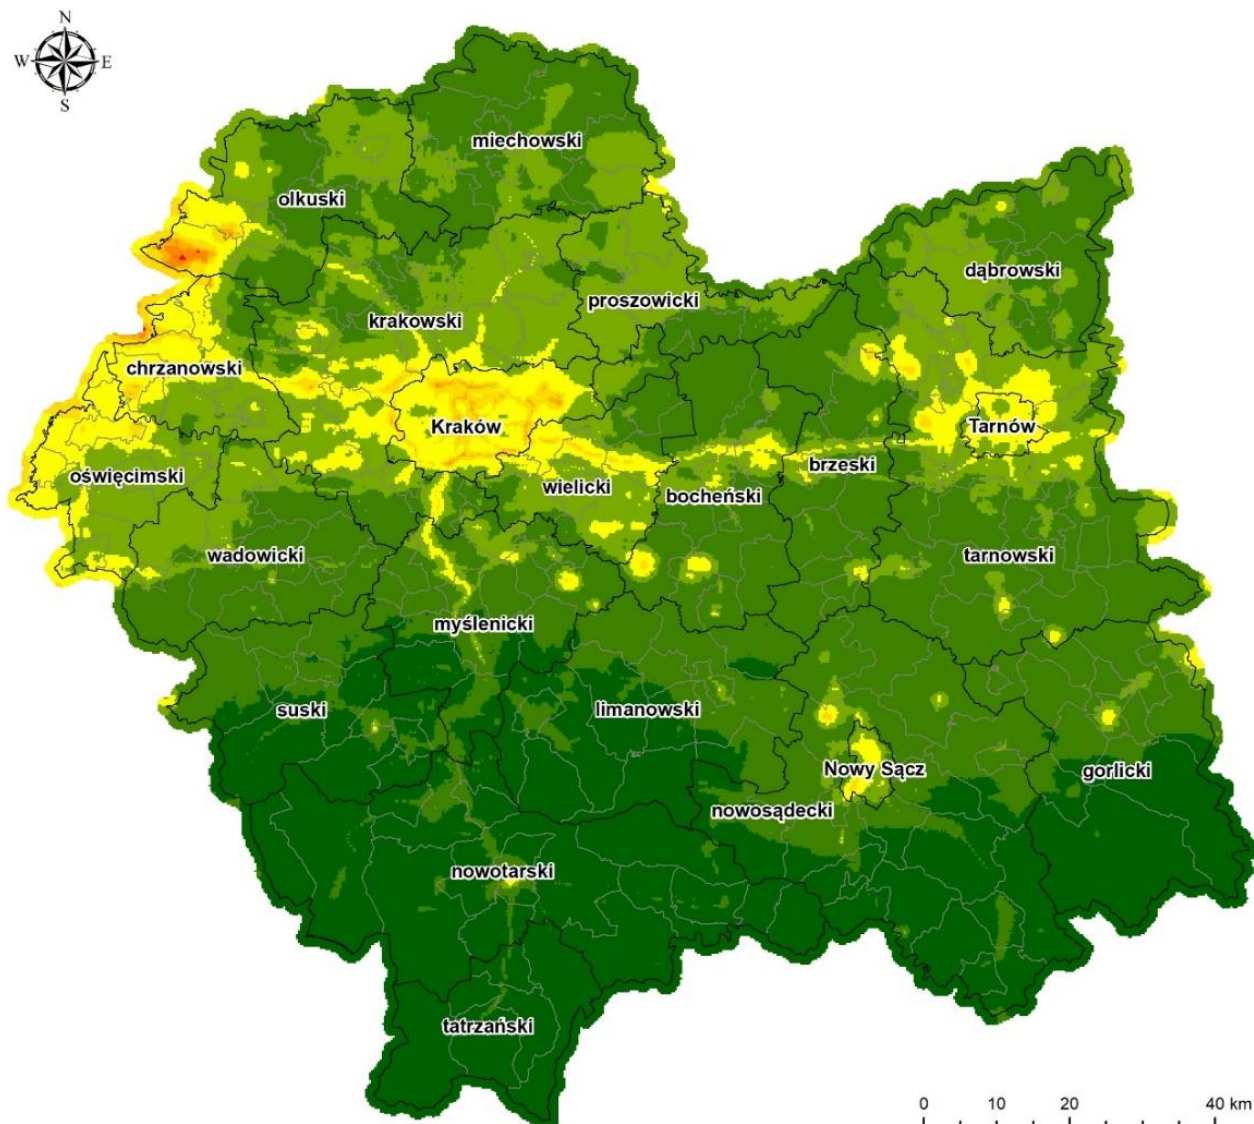 N
W E
S
miechowski
olkuski
dąbrowski
proszowicki
krakowski
chrzanowski
Kraków
Tarnów
brzeski
oświęcimski
wielicki
bocheński
wadowicki
tarnowski
myślenicki
suski
limanowski
Nowy Sącz
gorlicki
nowosądecki
nowotarski
tatrzański
0 10 20 40 km